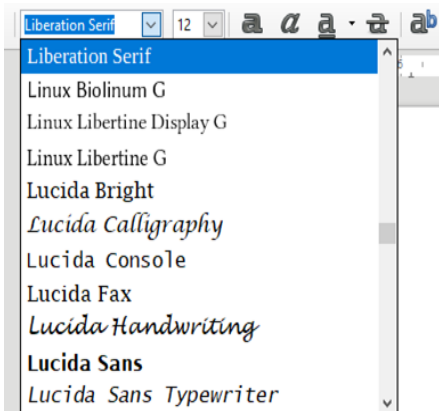 Liberation Serif 12 a a a a ab
Liberation Serif
Linux Biolinum G
Linux Libertine Display G
Linux Libertine G
Lucida Bright
Lucida Calligraphy
Lucida Console
Lucida Fax
Lucida Handwriting
Lucida Sans
Lucida Sans Typewriter